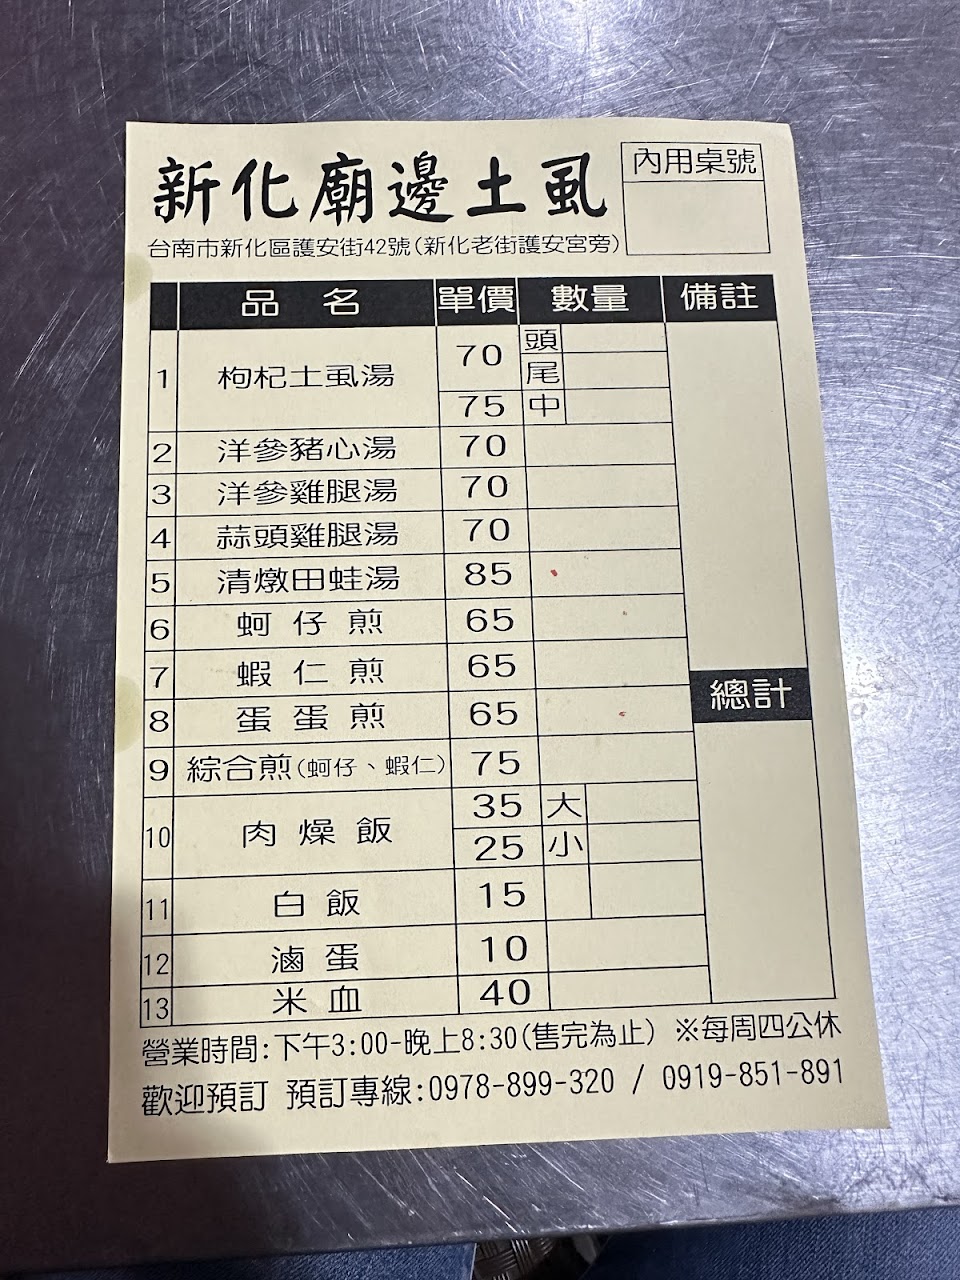 新化廟邊土虱
內用桌號
台南市新化區護安街42號(新化老街護安宮旁)
品名 單價 數量 備註
1 枸杞土虱湯 70 頭
尾
75 中
2 洋參豬心湯 70
3 洋參雞腿湯 70
4 蒜頭雞腿湯 70
5 清燉田蛙湯 85
6 蚵仔煎 65
7 蝦仁煎 65
總計
8 蛋蛋煎 65
9 綜合煎(蚵仔、蝦仁) 75
10 肉燥飯 35 大
25 小
11 白飯 15
12 滷蛋 10
13 米血 40
營業時間:下午3:00-晚上8:30(售完為止) ※每周四公休
歡迎預訂 預訂專線:0978-899-320 / 0919-851-891